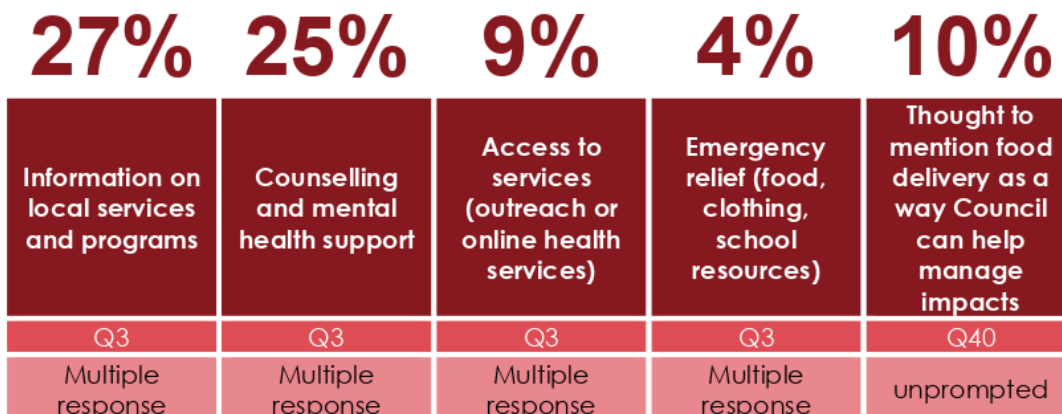 27%
25%
9%
4%
10%
Information on
local services
and programs
Counselling
and mental
health support
Access to
services
(outreach or
online health
services)
Emergency
relief (food,
clothing,
school
resources)
Thought to
mention food
delivery as a
way Council
can help
manage
impacts
Q3
Q3
Q3
Q3
Q40
Multiple
response
Multiple
response
Multiple
response
Multiple
response
unprompted